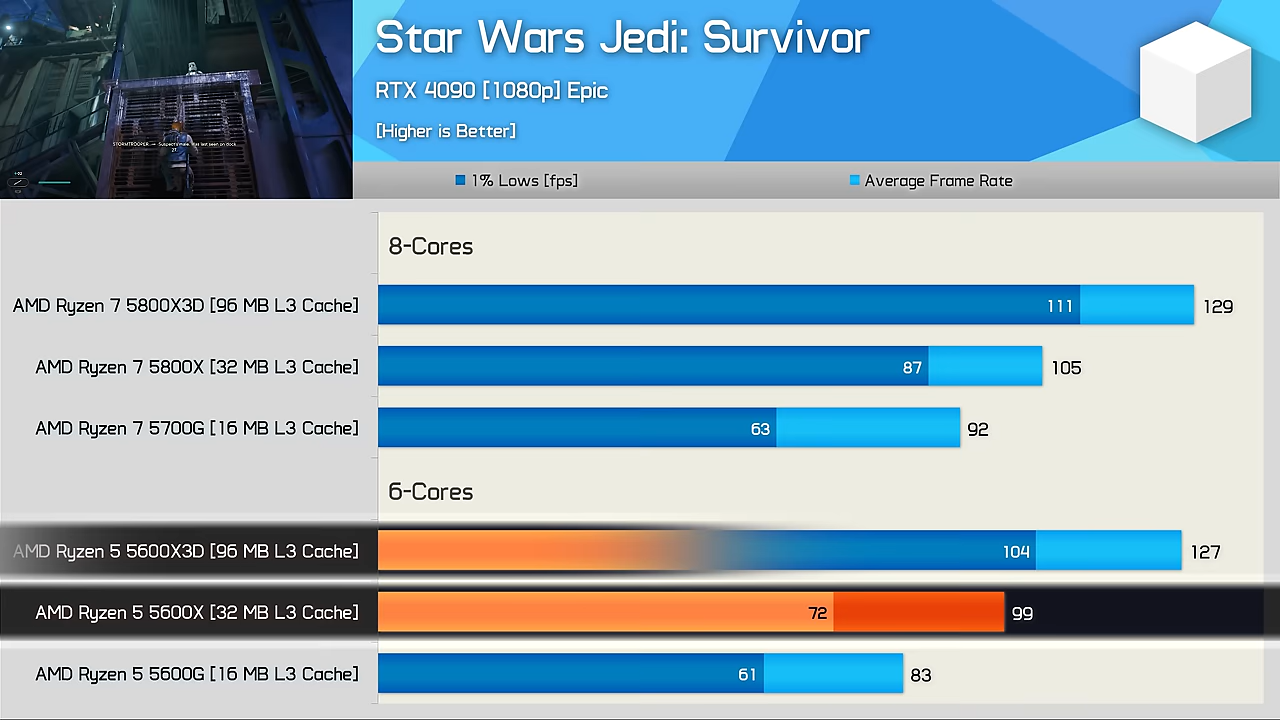 Star Wars Jedi: Survivor
RTX 4090 [1080p] Epic
[Higher is Better]
STORMTROOPER
1% Lows [fps]
Average Frame Rate
8-Cores
AMD Ryzen 7 5800X3D [96 MB L3 Cache]
111
129
AMD Ryzen 7 5800X [32 MB L3 Cache]
87
105
AMD Ryzen 7 5700G [16 MB L3 Cache]
63
92
6-Cores
AMD Ryzen 5 5600X3D [96 MB L3 Cache]
104
127
AMD Ryzen 5 5600X [32 MB L3 Cache]
72
99
AMD Ryzen 5 5600G [16 MB L3 Cache]
61
83